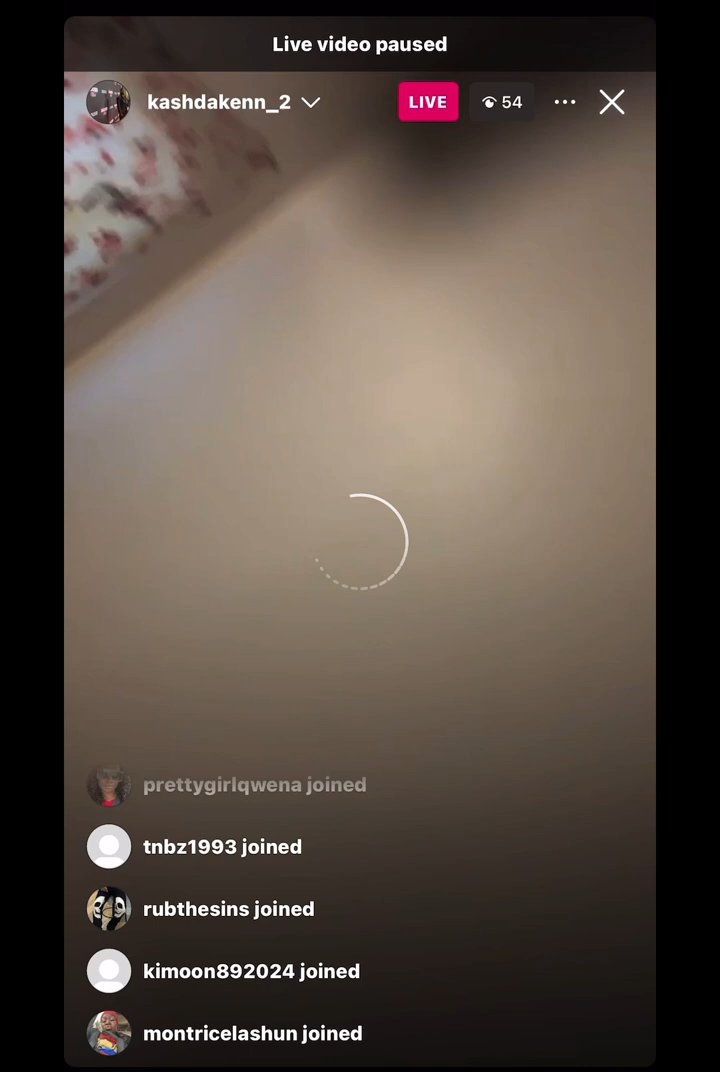 Live video paused
kashdakenn_2
LIVE
54
prettygirlqwena joined
tnbz1993 joined
rubthesins joined
kimoon892024 joined
montricelashun joined